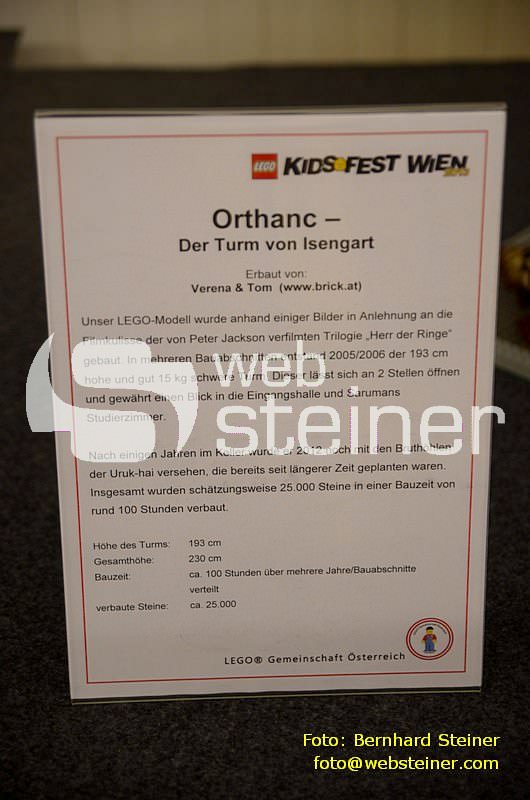 LEGO KIDSFEST WIEN
Orthanc –
Der Turm von Isengart
Erbaut von:
Verena & Tom (www.brick.at)
Unser LEGO-Modell wurde anhand einiger Bilder in Anlehnung an die
Filmkulisse der von Peter Jackson verfilmten Trilogie „Herr der Ringe“
gebaut. In mehreren Bauabschnitten entstand 2005/2006 der 193 cm
hohe und gut 15 kg schwere Turm. Dieser lässt sich an 2 Stellen öffnen
und gewährt einen Blick in die Eingangshalle und Sarumans
Studierzimmer.
web
steiner
Nach einigen Jahren im Keller wurde er 2012 noch mit den Bruthöhlen
der Uruk-hai versehen, die bereits seit längerer Zeit geplanten waren.
Insgesamt wurden schätzungsweise 25.000 Steine in einer Bauzeit von
rund 100 Stunden verbaut.
Höhe des Turms: 193 cm
Gesamthöhe: 230 cm
Bauzeit: ca. 100 Stunden über mehrere Jahre/Bauabschnitte
verteilt
verbaute Steine: ca. 25.000
LEGO® Gemeinschaft Österreich
Foto: Bernhard Steiner
foto@websteiner.com